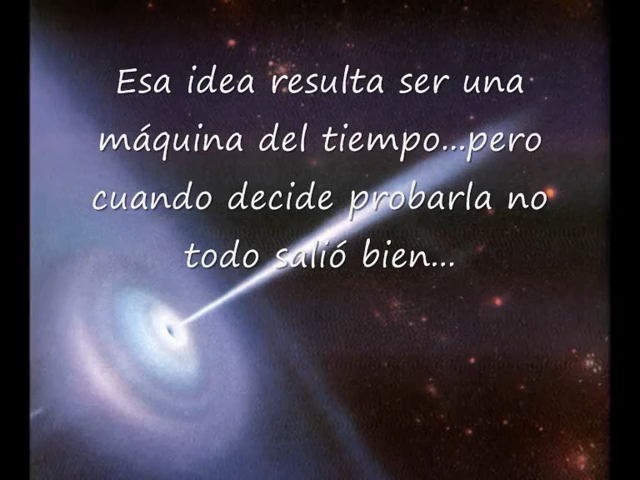 Esa idea resulta ser una
máquina del tiempo...pero
cuando decide probarla no
todo salió bien...